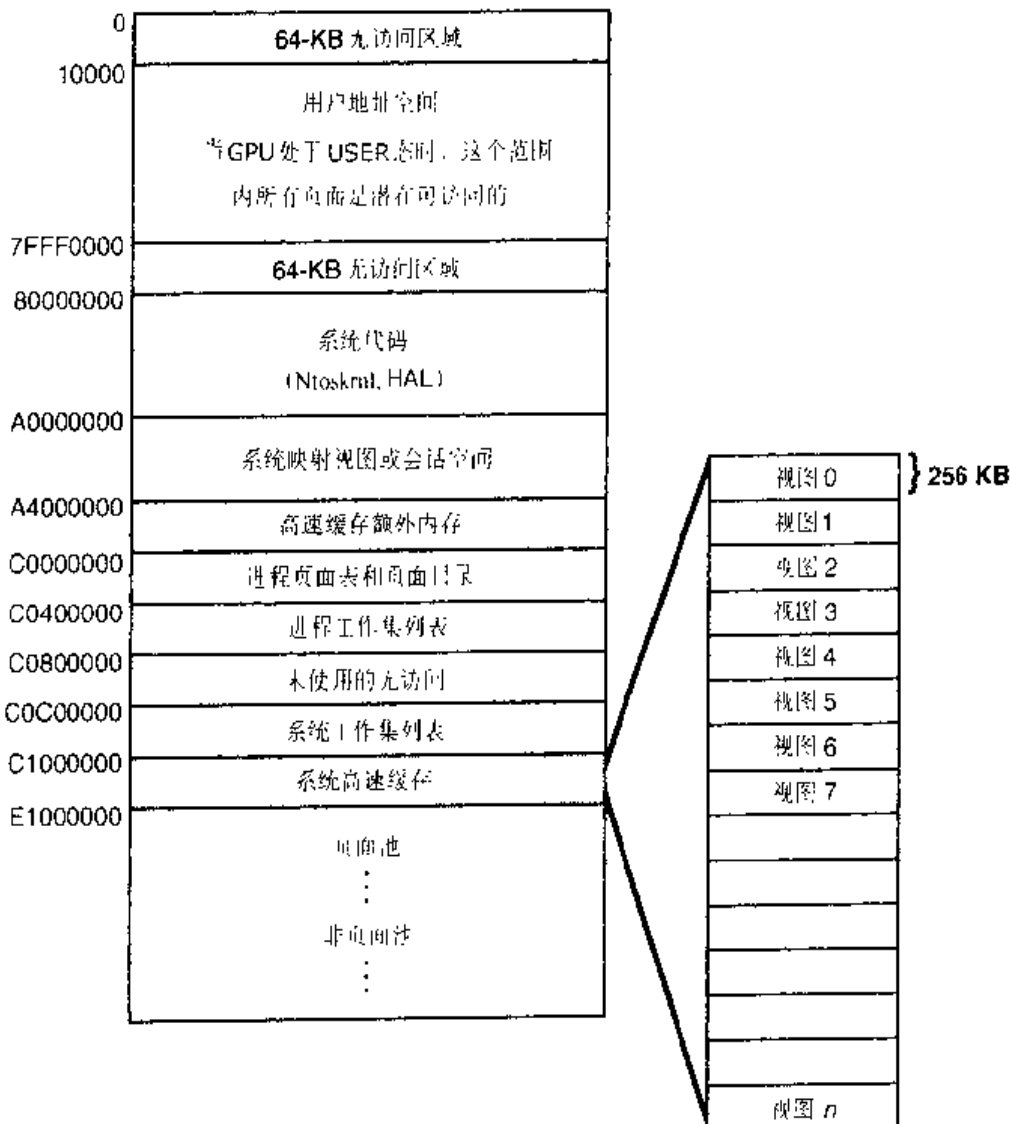 0
64-KB 无访问区域
10000
用户地址空间
当GPU处于USER态时，这个范围
内所有页面是潜在可访问的
7FFF0000
64-KB 无访问区域
80000000
系统代码
(Ntoskrnl, HAL)
A0000000
系统映射视图或会话空间
A4000000
高速缓存额外内存
C0000000
进程页面表和页面目录
C0400000
进程工作集列表
C0800000
未使用的无访问
C0C00000
系统工作集列表
C1000000
系统高速缓存
E1000000
页面池
非页面池
视图 0
256 KB
视图 1
视图 2
视图 3
视图 4
视图 5
视图 6
视图 7
视图 n